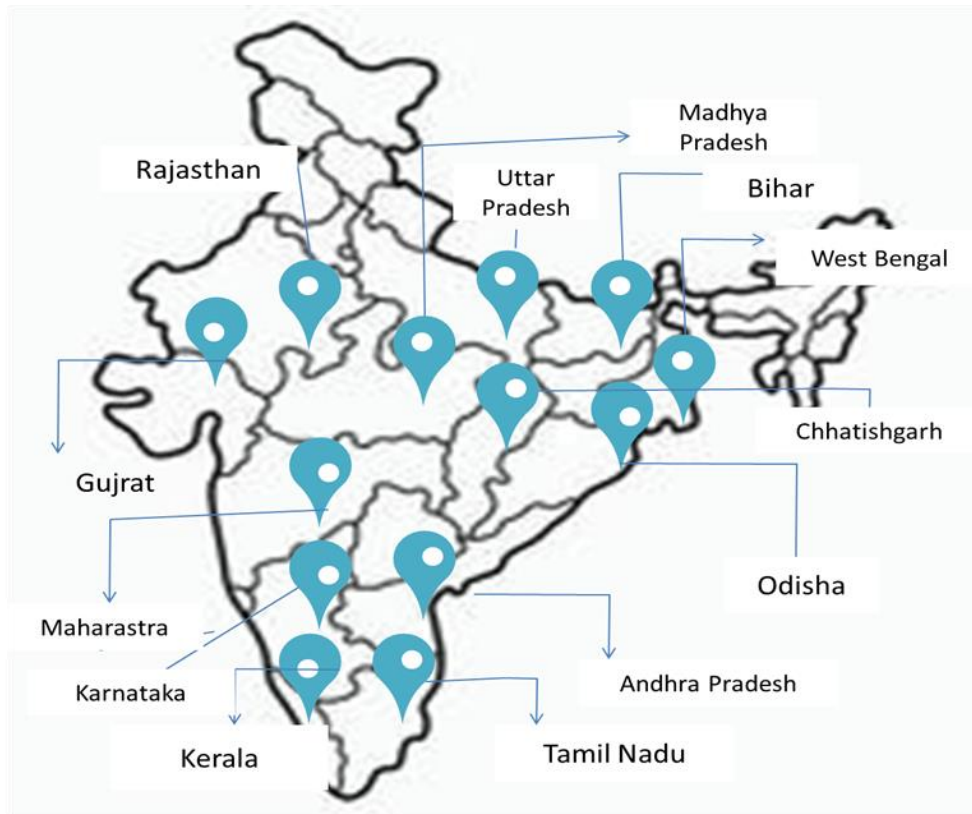 Madhya
Pradesh
Rajasthan
Uttar
Pradesh
Bihar
West Bengal
Chhatishgarh
Gujrat
Odisha
Maharastra
Andhra Pradesh
Karnataka
Kerala
Tamil Nadu